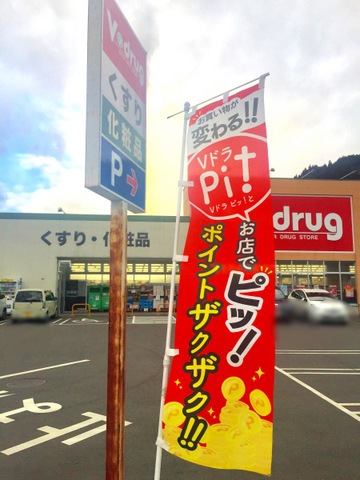 V・drug
くすり
化粧品
P→
お買い物が
変わる!!
Vドラ
Pi!
Vドラ ピッ!と
お店で
ピッ!
ポイントザクザク!!
くすり・化粧品
drug
DRUG STORE